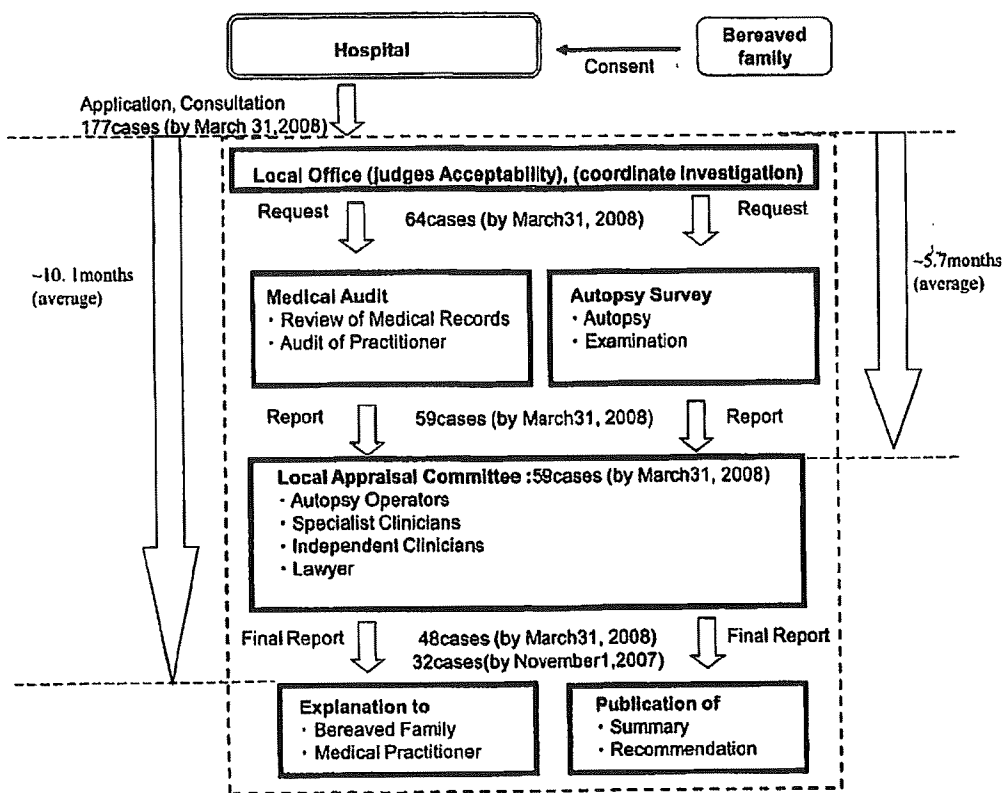 Hospital
Bereaved
family
Consent
Application, Consultation
177cases (by March 31,2008)
Local Office (judges Acceptability), (coordinate investigation)
Request
64cases (by March31, 2008)
Request
~10. 1months
(average)
~5.7months
(average)
Medical Audit
· Review of Medical Records
· Audit of Practitioner
Autopsy Survey
· Autopsy
· Examination
Report
59cases (by March31, 2008)
Report
Local Appraisal Committee :59cases (by March31, 2008)
· Autopsy Operators
· Specialist Clinicians
· Independent Clinicians
· Lawyer
Final Report
48cases (by March31, 2008)
32cases(by November1,2007)
Final Report
Explanation to
· Bereaved Family
· Medical Practitioner
Publication of
· Summary
· Recommendation